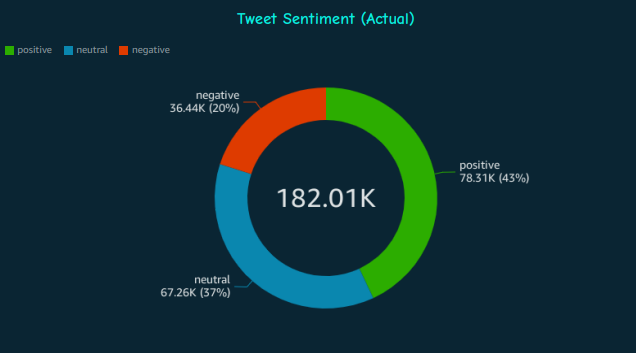 Tweet Sentiment (Actual)
positive neutral negative
negative
36.44K (20%)
positive
78.31K (43%)
182.01K
neutral
67.26K (37%)